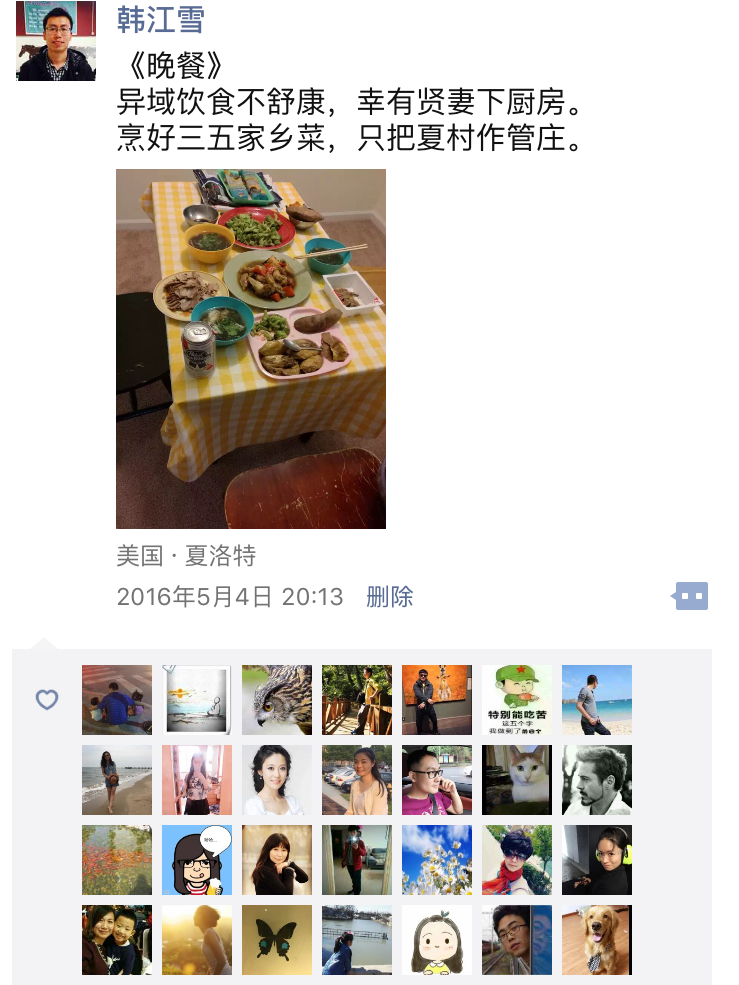 韩江雪
《晚餐》
异域饮食不舒康，幸有贤妻下厨房。
烹好三五家乡菜，只把夏村作管庄。
美国 · 夏洛特
2016年5月4日 20:13 删除
特别能吃苦
这五个字
我做到了前四个